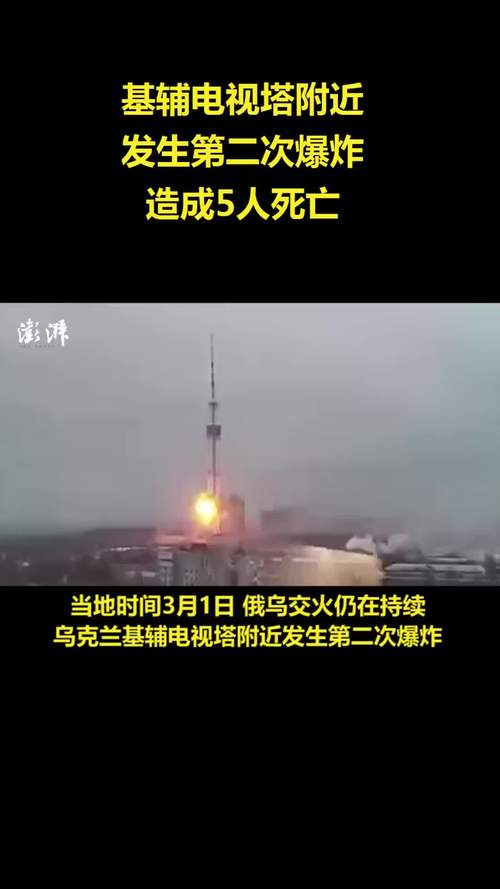 基辅电视塔附近
发生第二次爆炸
造成5人死亡
澎湃
当地时间3月1日 俄乌交火仍在持续
乌克兰基辅电视塔附近发生第二次爆炸